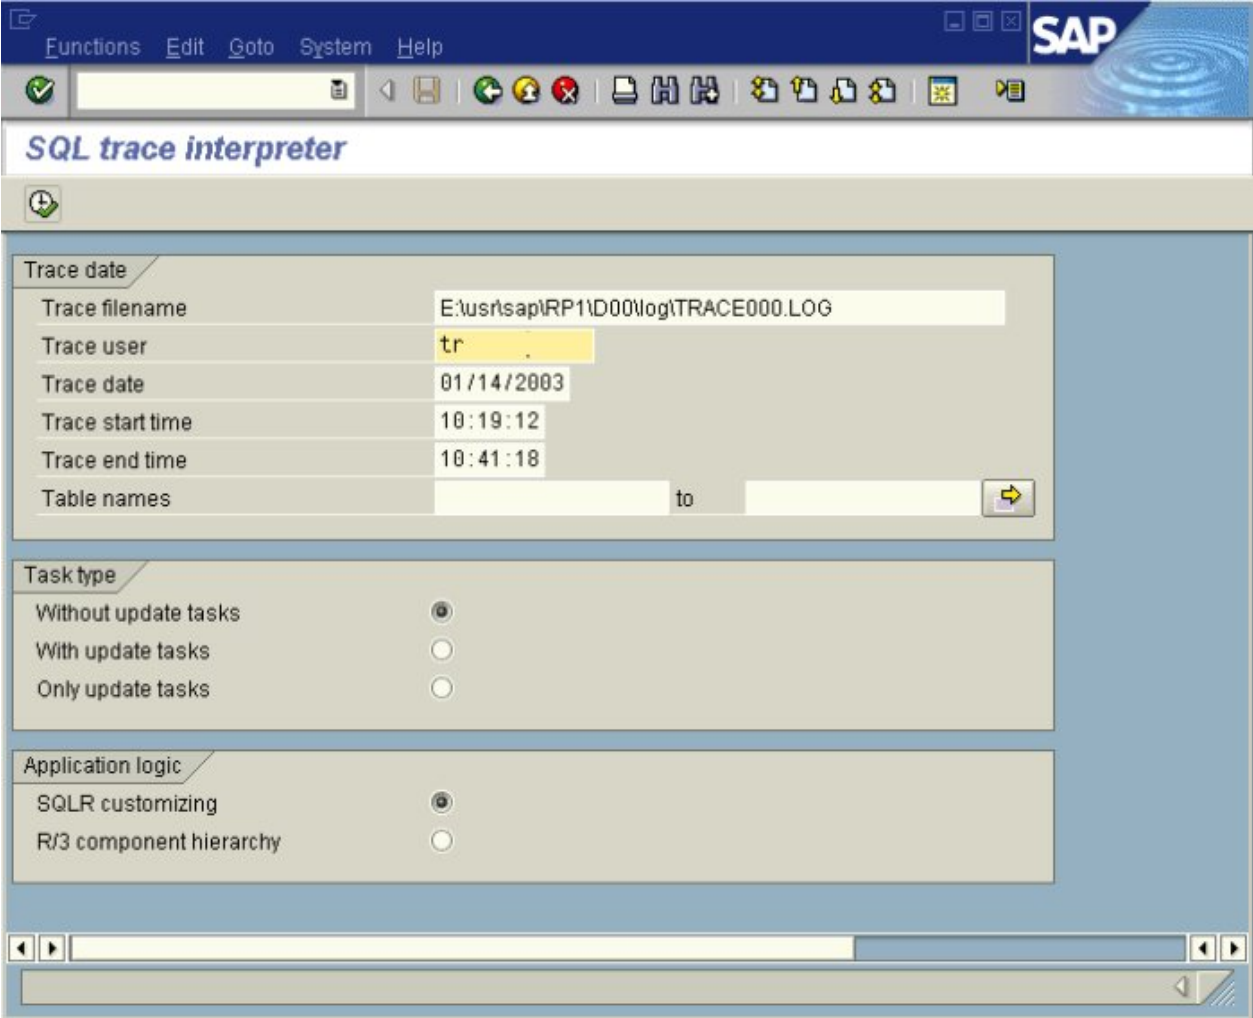 Functions Edit Goto System Help
SAP
SQL trace interpreter
Trace date
Trace filename E:\usr\sap\RP1\D00\log\TRACE000.LOG
Trace user tr
Trace date 01/14/2003
Trace start time 10:19:12
Trace end time 10:41:18
Table names to
Task type
Without update tasks
With update tasks
Only update tasks
Application logic
SQLR customizing
R/3 component hierarchy